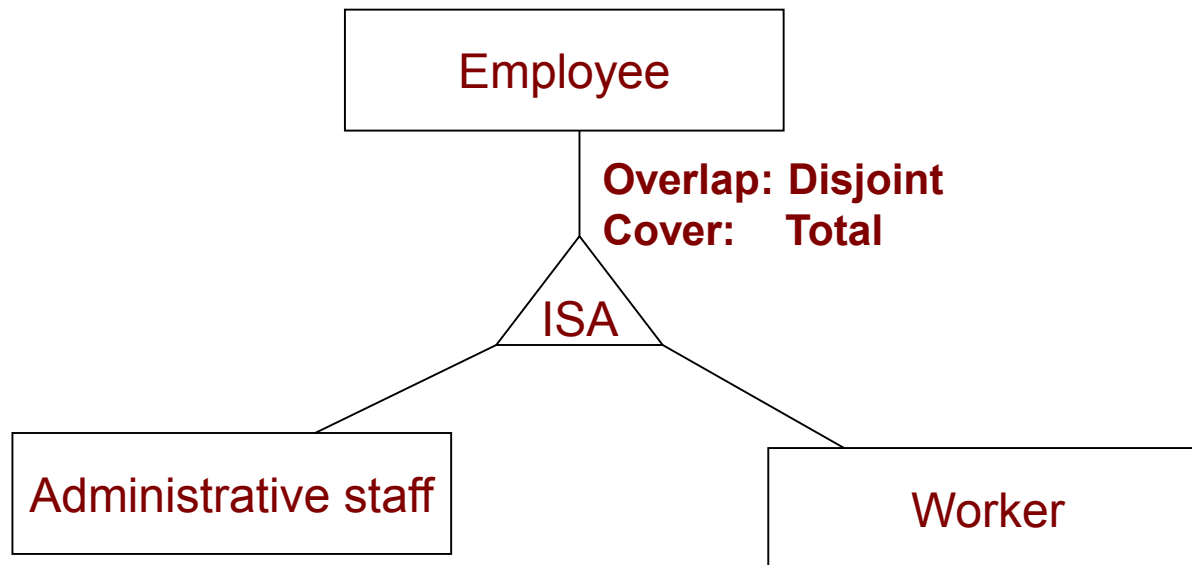 Employee
Overlap: Disjoint
Cover: Total
ISA
Administrative staff
Worker